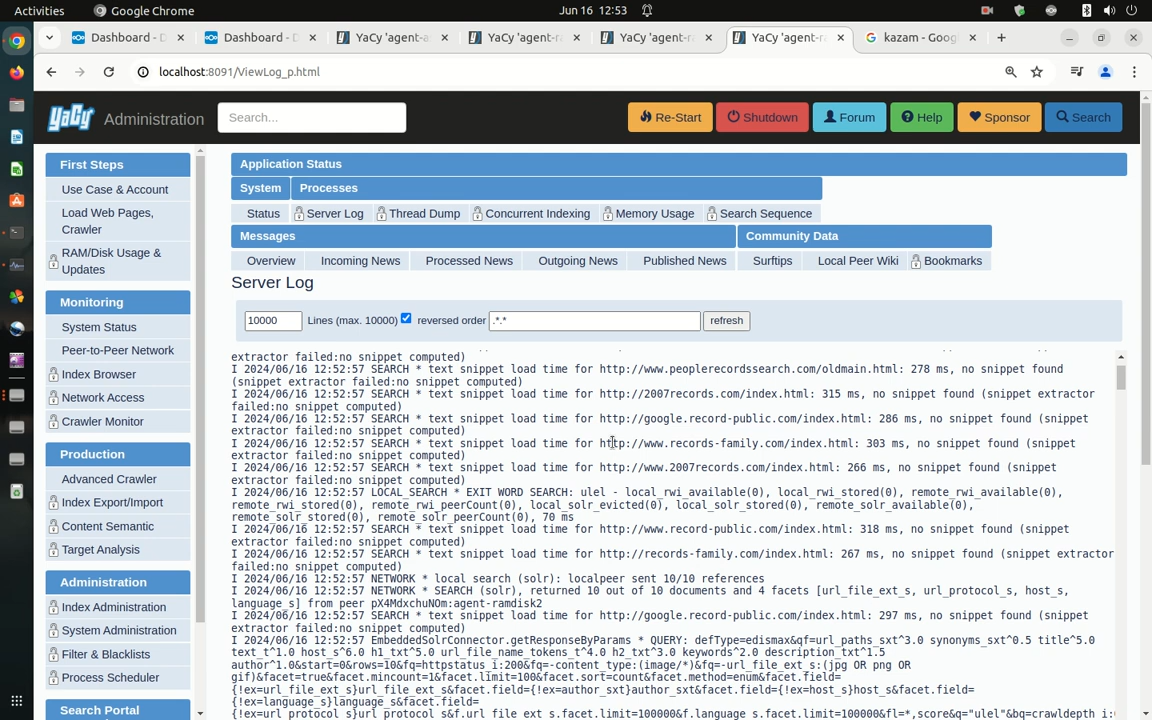 Activities
Google Chrome
Jun 16 12:53
Dashboard - D
Dashboard - D
YaCy 'agent-a
YaCy 'agent-ra
YaCy 'agent-ra
YaCy 'agent-ra
kazam - Goog
localhost:8091/ViewLog_p.html
YaCy
Administration
Search...
Re-Start
Shutdown
Forum
Help
Sponsor
Search
First Steps
Use Case & Account
Load Web Pages,
Crawler
RAM/Disk Usage &
Updates
Monitoring
System Status
Peer-to-Peer Network
Index Browser
Network Access
Crawler Monitor
Production
Advanced Crawler
Index Export/Import
Content Semantic
Target Analysis
Administration
Index Administration
System Administration
Filter & Blacklists
Process Scheduler
Search Portal
Application Status
System
Processes
Status
Server Log
Thread Dump
Concurrent Indexing
Memory Usage
Search Sequence
Messages
Community Data
Overview
Incoming News
Processed News
Outgoing News
Published News
Surftips
Local Peer Wiki
Bookmarks
Server Log
10000 Lines (max. 10000) reversed order .*.* refresh
extractor failed:no snippet computed)
I 2024/06/16 12:52:57 SEARCH * text snippet load time for http://www.peoplerecordssearch.com/oldmain.html: 278 ms, no snippet found
(snippet extractor failed:no snippet computed)
I 2024/06/16 12:52:57 SEARCH * text snippet load time for http://2007records.com/index.html: 315 ms, no snippet found (snippet extractor
failed:no snippet computed)
I 2024/06/16 12:52:57 SEARCH * text snippet load time for http://google.record-public.com/index.html: 286 ms, no snippet found (snippet
extractor failed:no snippet computed)
I 2024/06/16 12:52:57 SEARCH * text snippet load time for http://www.records-family.com/index.html: 303 ms, no snippet found (snippet
extractor failed:no snippet computed)
I 2024/06/16 12:52:57 SEARCH * text snippet load time for http://www.2007records.com/index.html: 266 ms, no snippet found (snippet
extractor failed:no snippet computed)
I 2024/06/16 12:52:57 LOCAL_SEARCH * EXIT WORD SEARCH: ulel - local_rwi_available(0), local_rwi_stored(0), remote_rwi_available(0),
remote_rwi_stored(0), remote_rwi_peerCount(0), local_solr_evicted(0), local_solr_stored(0), remote_solr_available(0),
remote_solr_stored(0), remote_solr_peerCount(0), 70 ms
I 2024/06/16 12:52:57 SEARCH * text snippet load time for http://www.record-public.com/index.html: 318 ms, no snippet found (snippet
extractor failed:no snippet computed)
I 2024/06/16 12:52:57 SEARCH * text snippet load time for http://records-family.com/index.html: 267 ms, no snippet found (snippet extractor
failed:no snippet computed)
I 2024/06/16 12:52:57 NETWORK * local search (solr): localpeer sent 10/10 references
I 2024/06/16 12:52:57 NETWORK * SEARCH (solr), returned 10 out of 10 documents and 4 facets [url_file_ext_s, url_protocol_s, host_s,
language_s] from peer pX4MdxchuNOm:agent-ramdisk2
I 2024/06/16 12:52:57 SEARCH * text snippet load time for http://google.record-public.com/index.html: 297 ms, no snippet found (snippet
extractor failed:no snippet computed)
I 2024/06/16 12:52:57 EmbeddedSolrConnector.getResponseByParams * QUERY: defType=edismax&qf=url_paths_sxt^3.0 synonyms_sxt^0.5 title^5.0
text_t^1.0 host_s^6.0 h1_txt^5.0 url_file_name_tokens_t^4.0 h2_txt^3.0 keywords^2.0 description_txt^1.5
author^1.0&start=0&rows=10&fq=httpstatus_i:200&fq=-content_type:(image/*)&fq=-url_file_ext_s:(jpg OR png OR
gif)&facet=true&facet.mincount=1&facet.limit=100&facet.sort=count&facet.method=enum&facet.field=
{!ex=url_file_ext_s}url_file_ext_s&facet.field={!ex=author_sxt}author_sxt&facet.field={!ex=host_s}host_s&facet.field=
{!ex=language_s}language_s&facet.field=
{!ex=url_protocol_s}url_protocol_s&f.url_file_ext_s.facet.limit=100000&f.language_s.facet.limit=100000&fl=*,score&q="ulel"&bq=crawldepth_i: